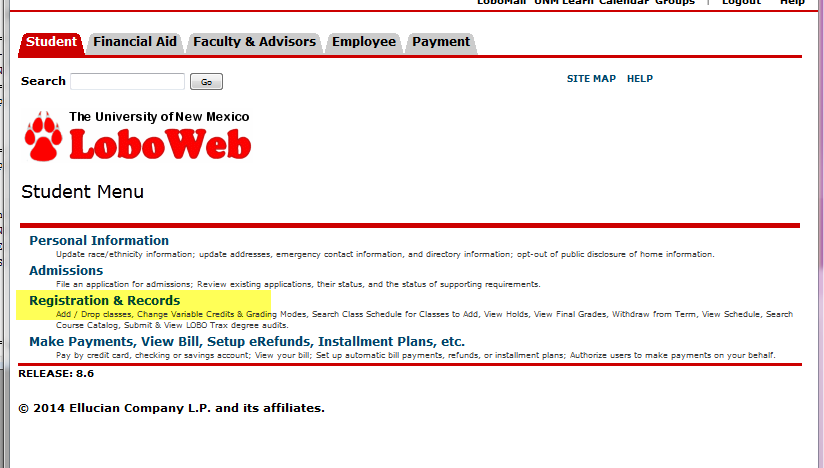 LoboMail UNM Learn Calendar Groups | Logout Help
Student Financial Aid Faculty & Advisors Employee Payment
Search Go SITE MAP HELP
The University of New Mexico
LoboWeb
Student Menu
Personal Information
Update race/ethnicity information; update addresses, emergency contact information, and directory information; opt-out of public disclosure of home information.
Admissions
File an application for admissions; Review existing applications, their status, and the status of supporting requirements.
Registration & Records
Add / Drop classes, Change Variable Credits & Grading Modes, Search Class Schedule for Classes to Add, View Holds, View Final Grades, Withdraw from Term, View Schedule, Search
Course Catalog, Submit & View LOBO Trax degree audits.
Make Payments, View Bill, Setup eRefunds, Installment Plans, etc.
Pay by credit card, checking or savings account; View your bill; Set up automatic bill payments, refunds, or installment plans; Authorize users to make payments on your behalf.
RELEASE: 8.6
© 2014 Ellucian Company L.P. and its affiliates.